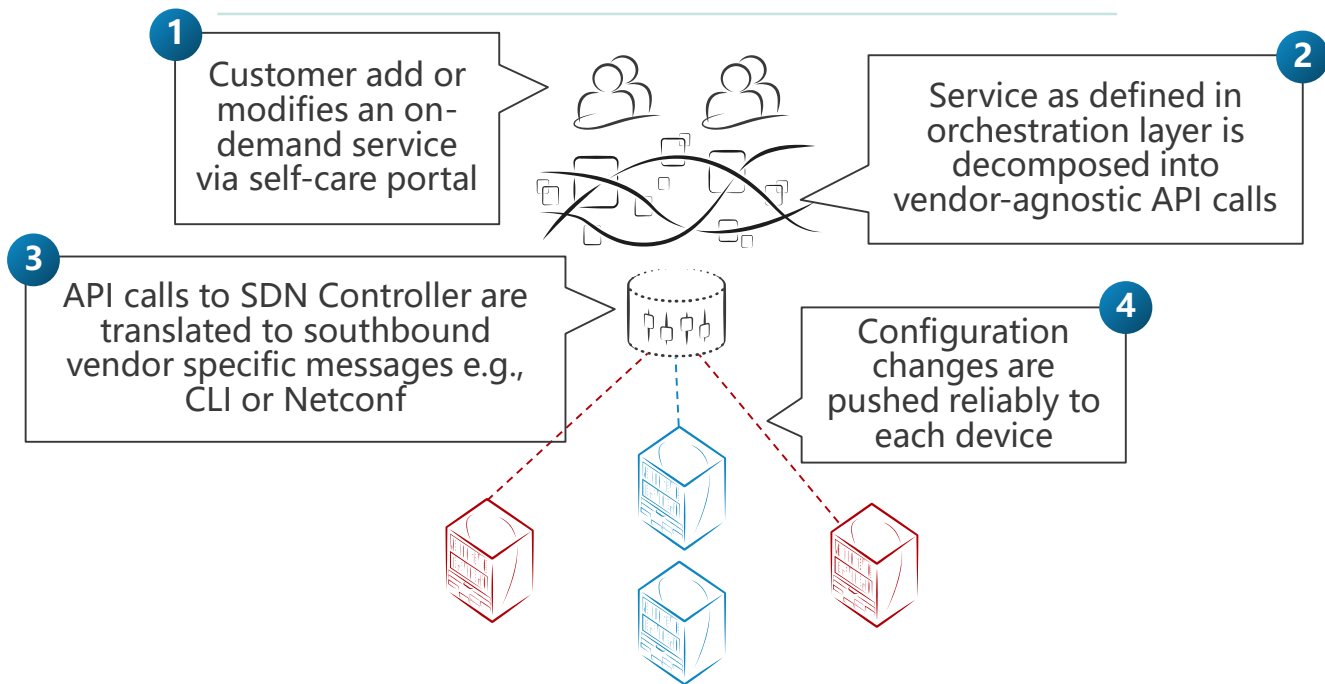 1
Customer add or
modifies an on-
demand service
via self-care portal
2
Service as defined in
orchestration layer is
decomposed into
vendor-agnostic API calls
3
API calls to SDN Controller are
translated to southbound
vendor specific messages e.g.,
CLI or Netconf
4
Configuration
changes are
pushed reliably to
each device